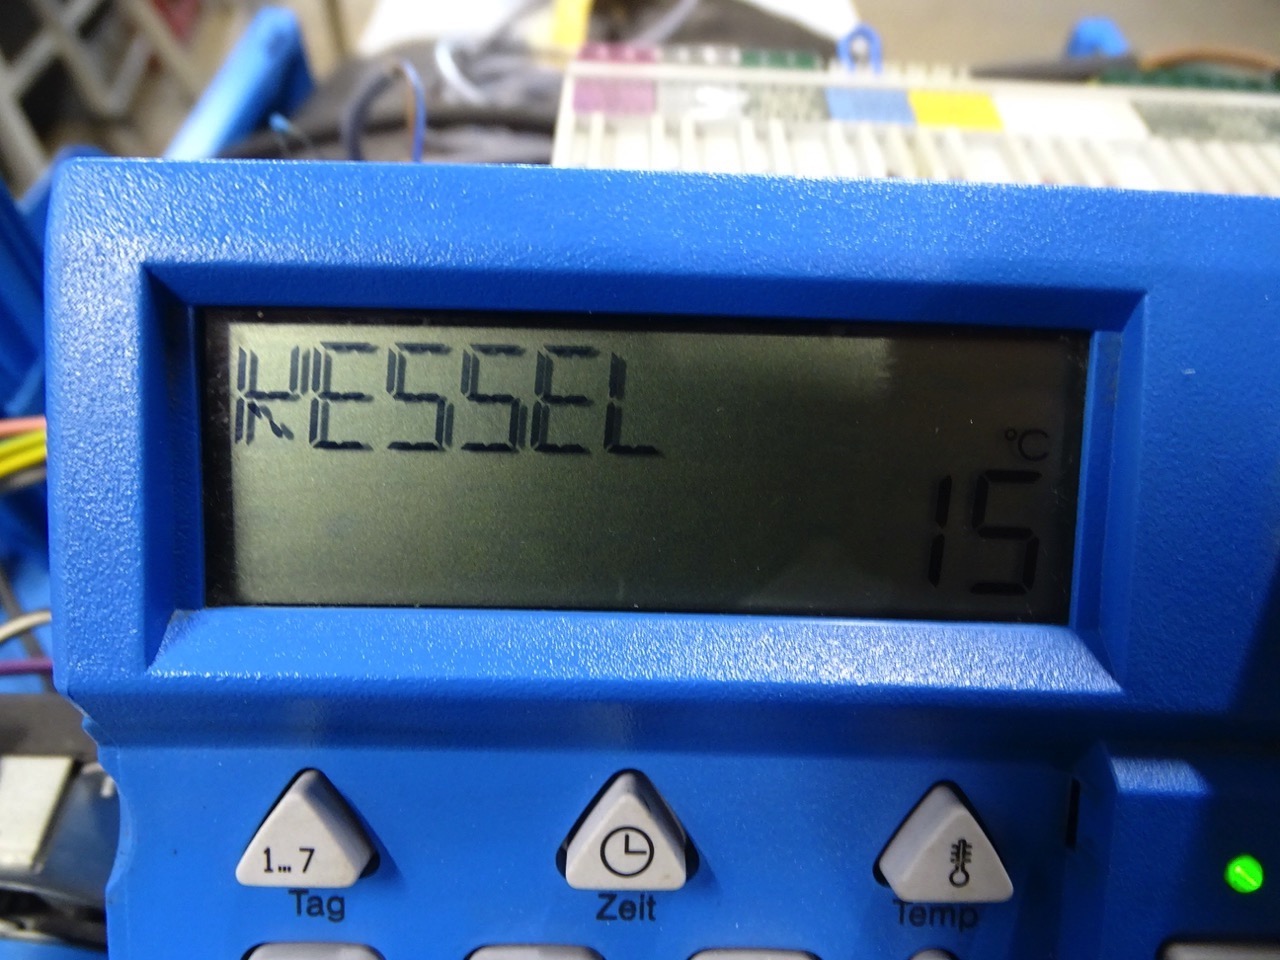 KESSEL
°C
15
1...7
Tag
Zeit
Temp